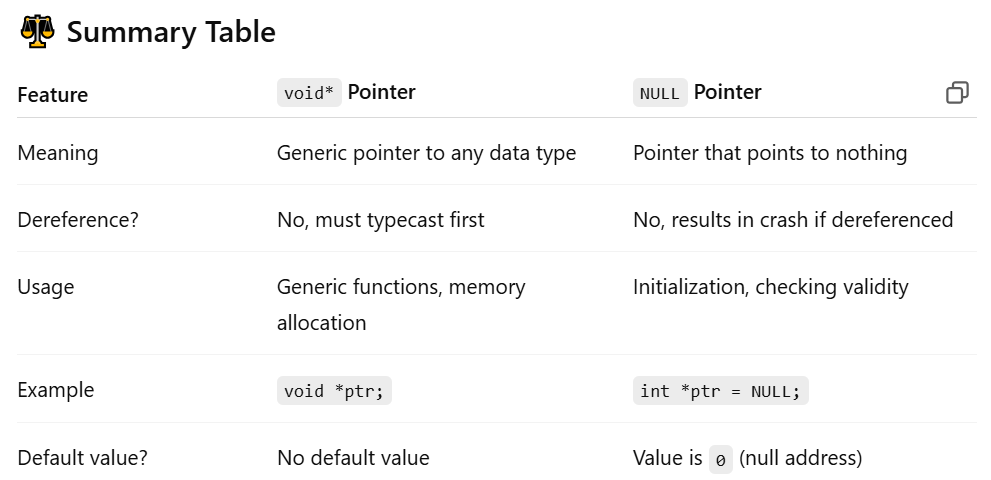 ⚖️ Summary Table
Feature void* Pointer NULL Pointer
Meaning Generic pointer to any data type Pointer that points to nothing
Dereference? No, must typecast first No, results in crash if dereferenced
Usage Generic functions, memory Initialization, checking validity
allocation
Example void *ptr; int *ptr = NULL;
Default value? No default value Value is 0 (null address)